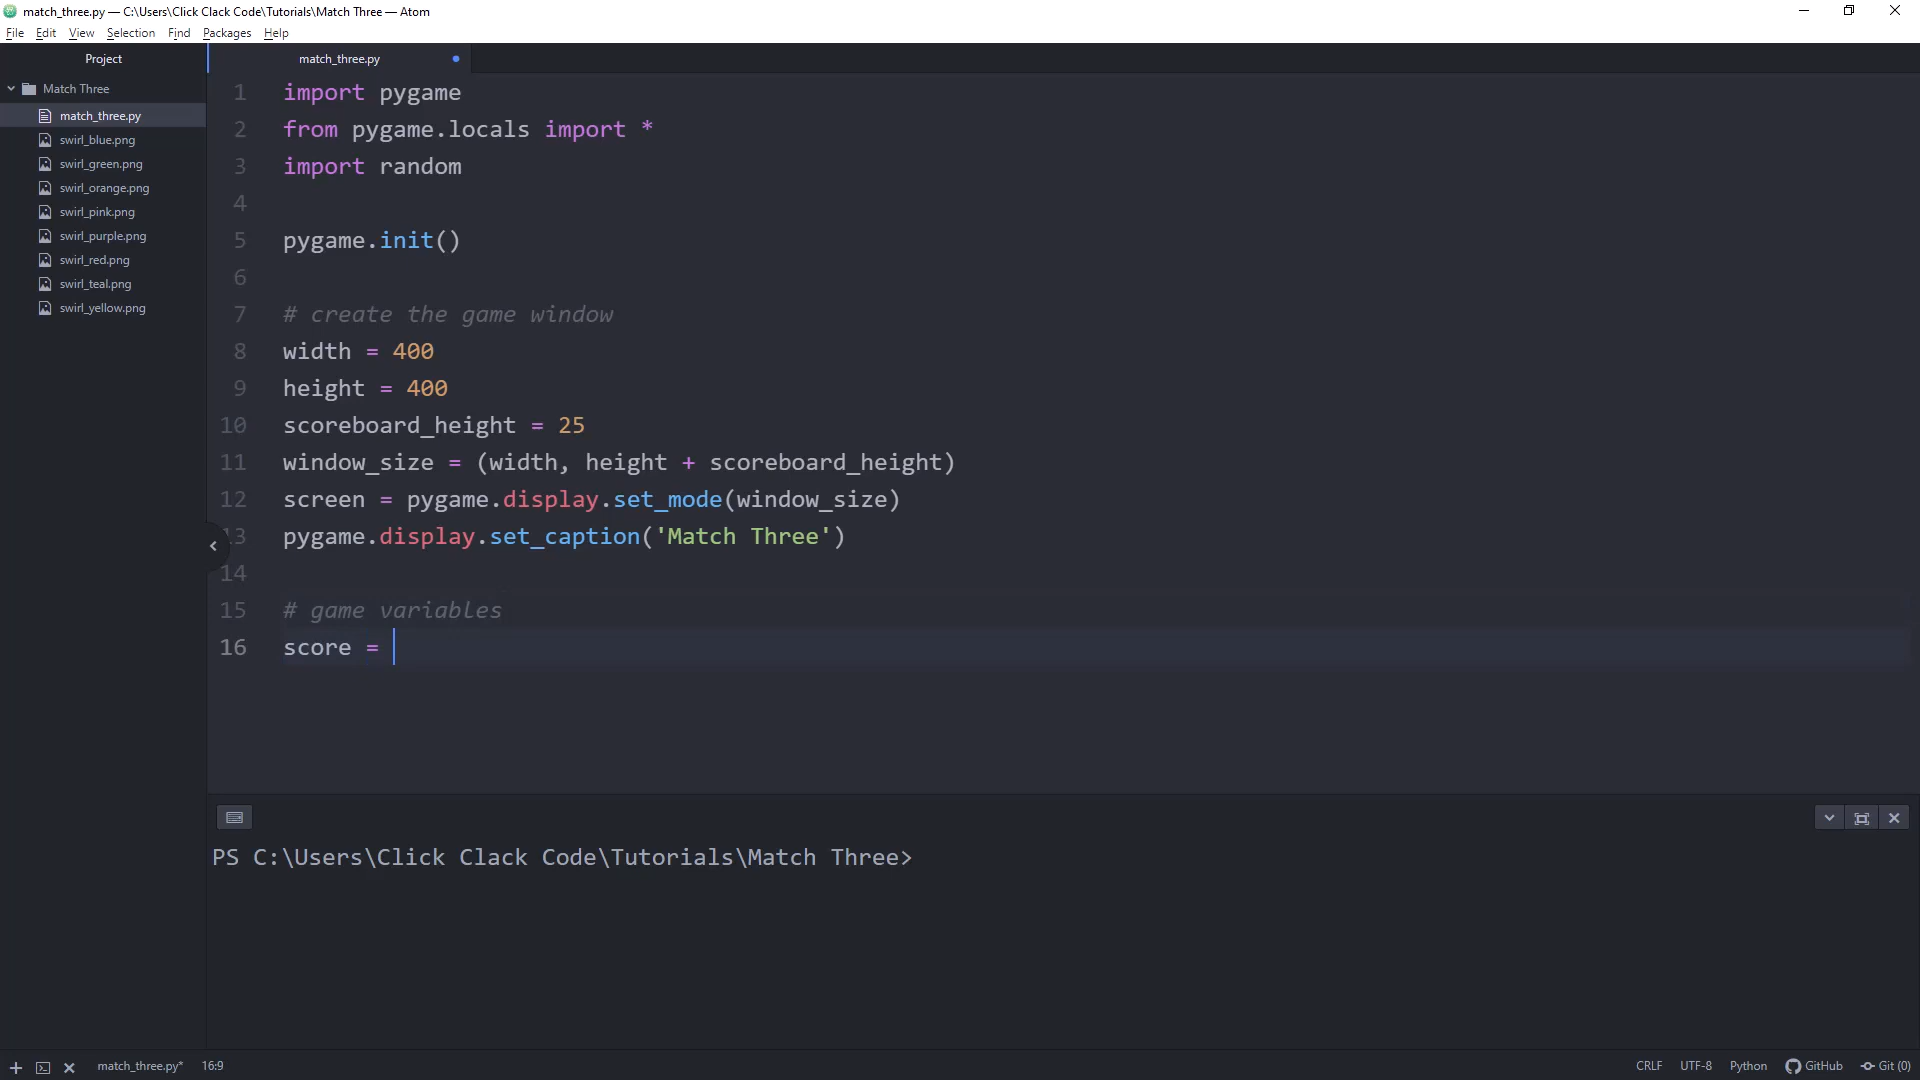 match_three.py — C:\Users\Click Clack Code\Tutorials\Match Three — Atom
File Edit View Selection Find Packages Help
Project
match_three.py
Match Three
match_three.py
swirl_blue.png
swirl_green.png
swirl_orange.png
swirl_pink.png
swirl_purple.png
swirl_red.png
swirl_teal.png
swirl_yellow.png
1 import pygame
2 from pygame.locals import *
3 import random
4
5 pygame.init()
6
7 # create the game window
8 width = 400
9 height = 400
10 scoreboard_height = 25
11 window_size = (width, height + scoreboard_height)
12 screen = pygame.display.set_mode(window_size)
13 pygame.display.set_caption('Match Three')
14
15 # game variables
16 score =
PS C:\Users\Click Clack Code\Tutorials\Match Three>
match_three.py* 16:9 CRLF UTF-8 Python GitHub Git (0)